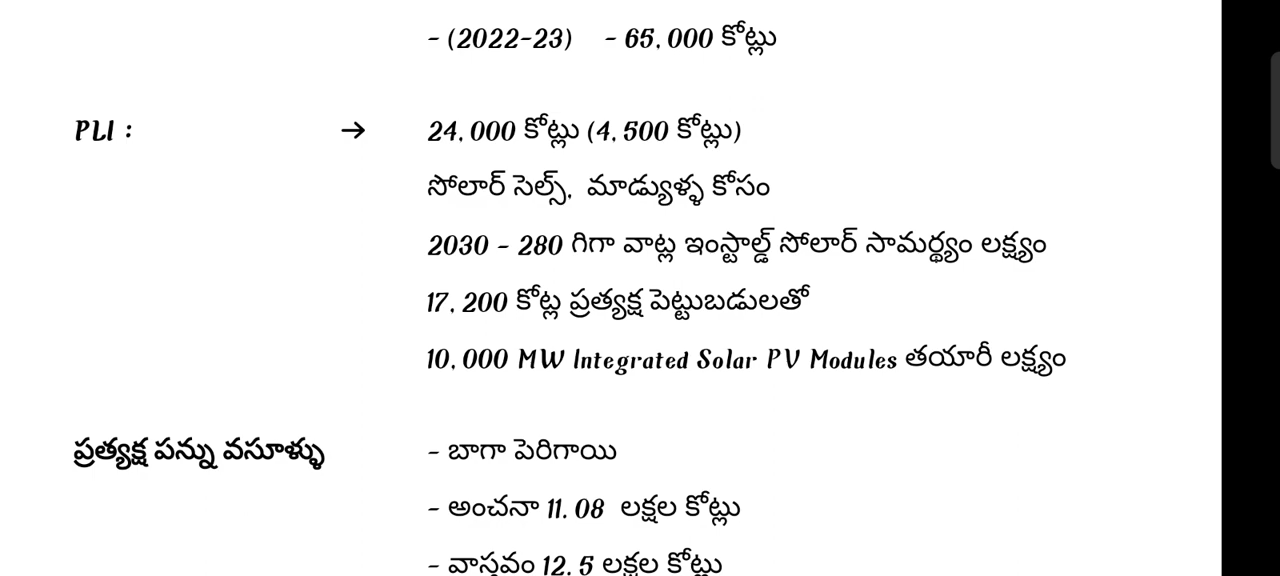 - (2022-23) - 65,000 కోట్లు
PLI : → 24,000 కోట్లు (4,500 కోట్లు)
సోలార్ సెల్స్, మాడ్యుళ్ళ కోసం
2030 - 280 గిగా వాట్ల ఇంస్టాల్డ్ సోలార్ సామర్థ్యం లక్ష్యం
17,200 కోట్ల ప్రత్యక్ష పెట్టుబడులతో
10,000 MW Integrated Solar PV Modules తయారీ లక్ష్యం
ప్రత్యక్ష పన్ను వసూళ్ళు - బాగా పెరిగాయి
- అంచనా 11.08 లక్షల కోట్లు
- వాస్తవం 12.5 లక్షల కోట్లు